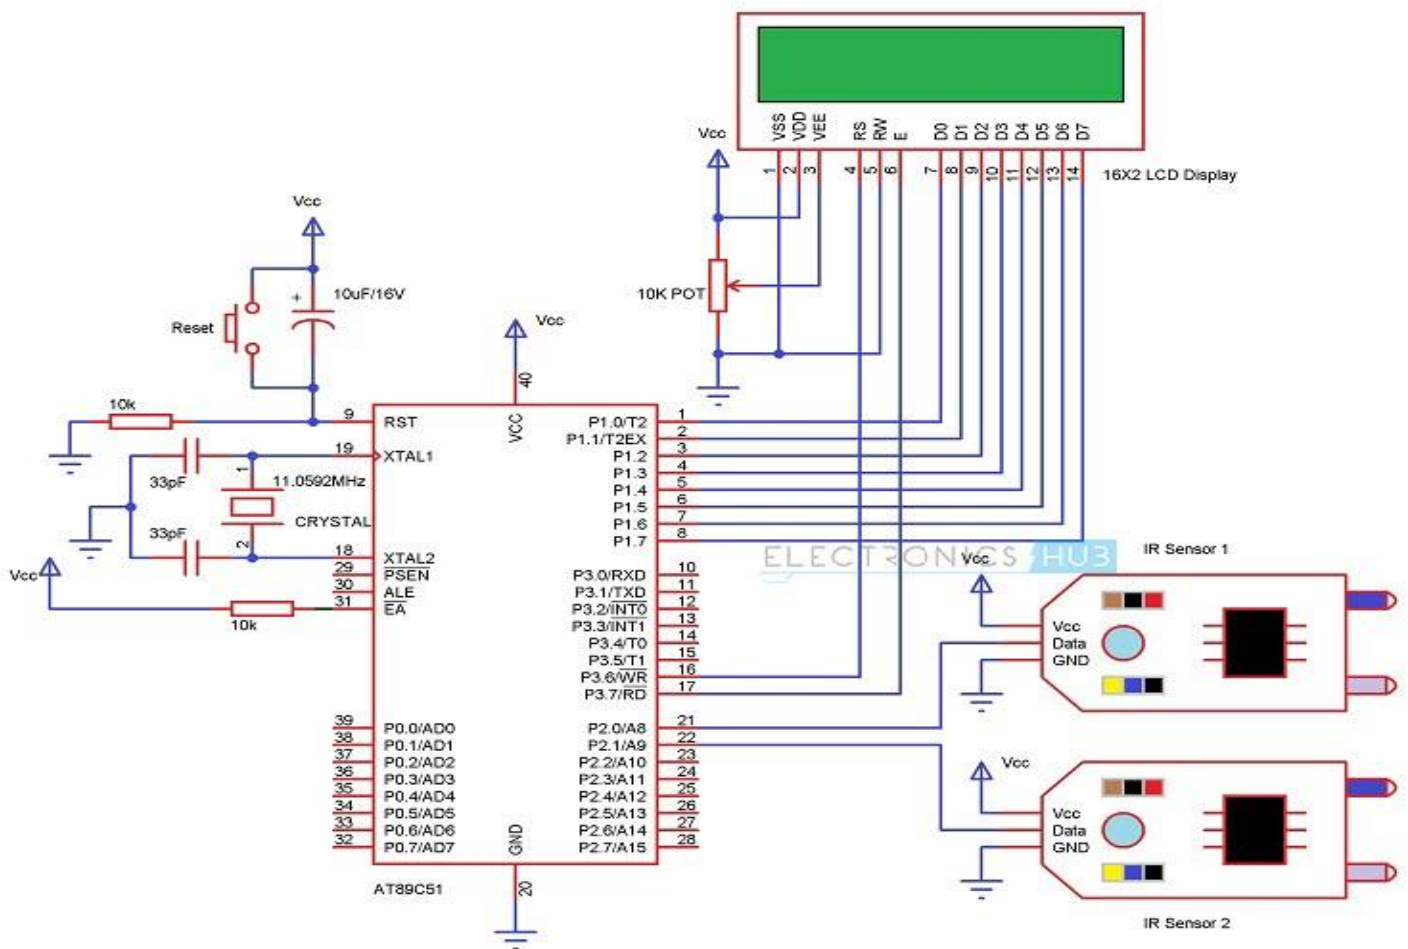 VSS
VDD
VEE
RS
RW
E
D0
D1
D2
D3
D4
D5
D6
D7
1
2
3
4
5
6
7
8
9
10
11
12
13
14
16X2 LCD Display
Vcc
10K POT
Vcc
Reset
+
10uF/16V
Vcc
40
VCC
10k
9
RST
19
XTAL1
33pF
1
11.0592MHz
CRYSTAL
33pF
2
18
XTAL2
29
PSEN
30
ALE
31
EA
Vcc
10k
39
P0.0/AD0
38
P0.1/AD1
37
P0.2/AD2
36
P0.3/AD3
35
P0.4/AD4
34
P0.5/AD5
33
P0.6/AD6
32
P0.7/AD7
P1.0/T2
1
P1.1/T2EX
2
P1.2
3
P1.3
4
P1.4
5
P1.5
6
P1.6
7
P1.7
8
P3.0/RXD
10
P3.1/TXD
11
P3.2/INT0
12
P3.3/INT1
13
P3.4/T0
14
P3.5/T1
15
P3.6/WR
16
P3.7/RD
17
P2.0/A8
21
P2.1/A9
22
P2.2/A10
23
P2.3/A11
24
P2.4/A12
25
P2.5/A13
26
P2.6/A14
27
P2.7/A15
28
GND
20
AT89C51
ELECTRONICS HUB
IR Sensor 1
Vcc
Vcc
Data
GND
Vcc
Vcc
Data
GND
IR Sensor 2